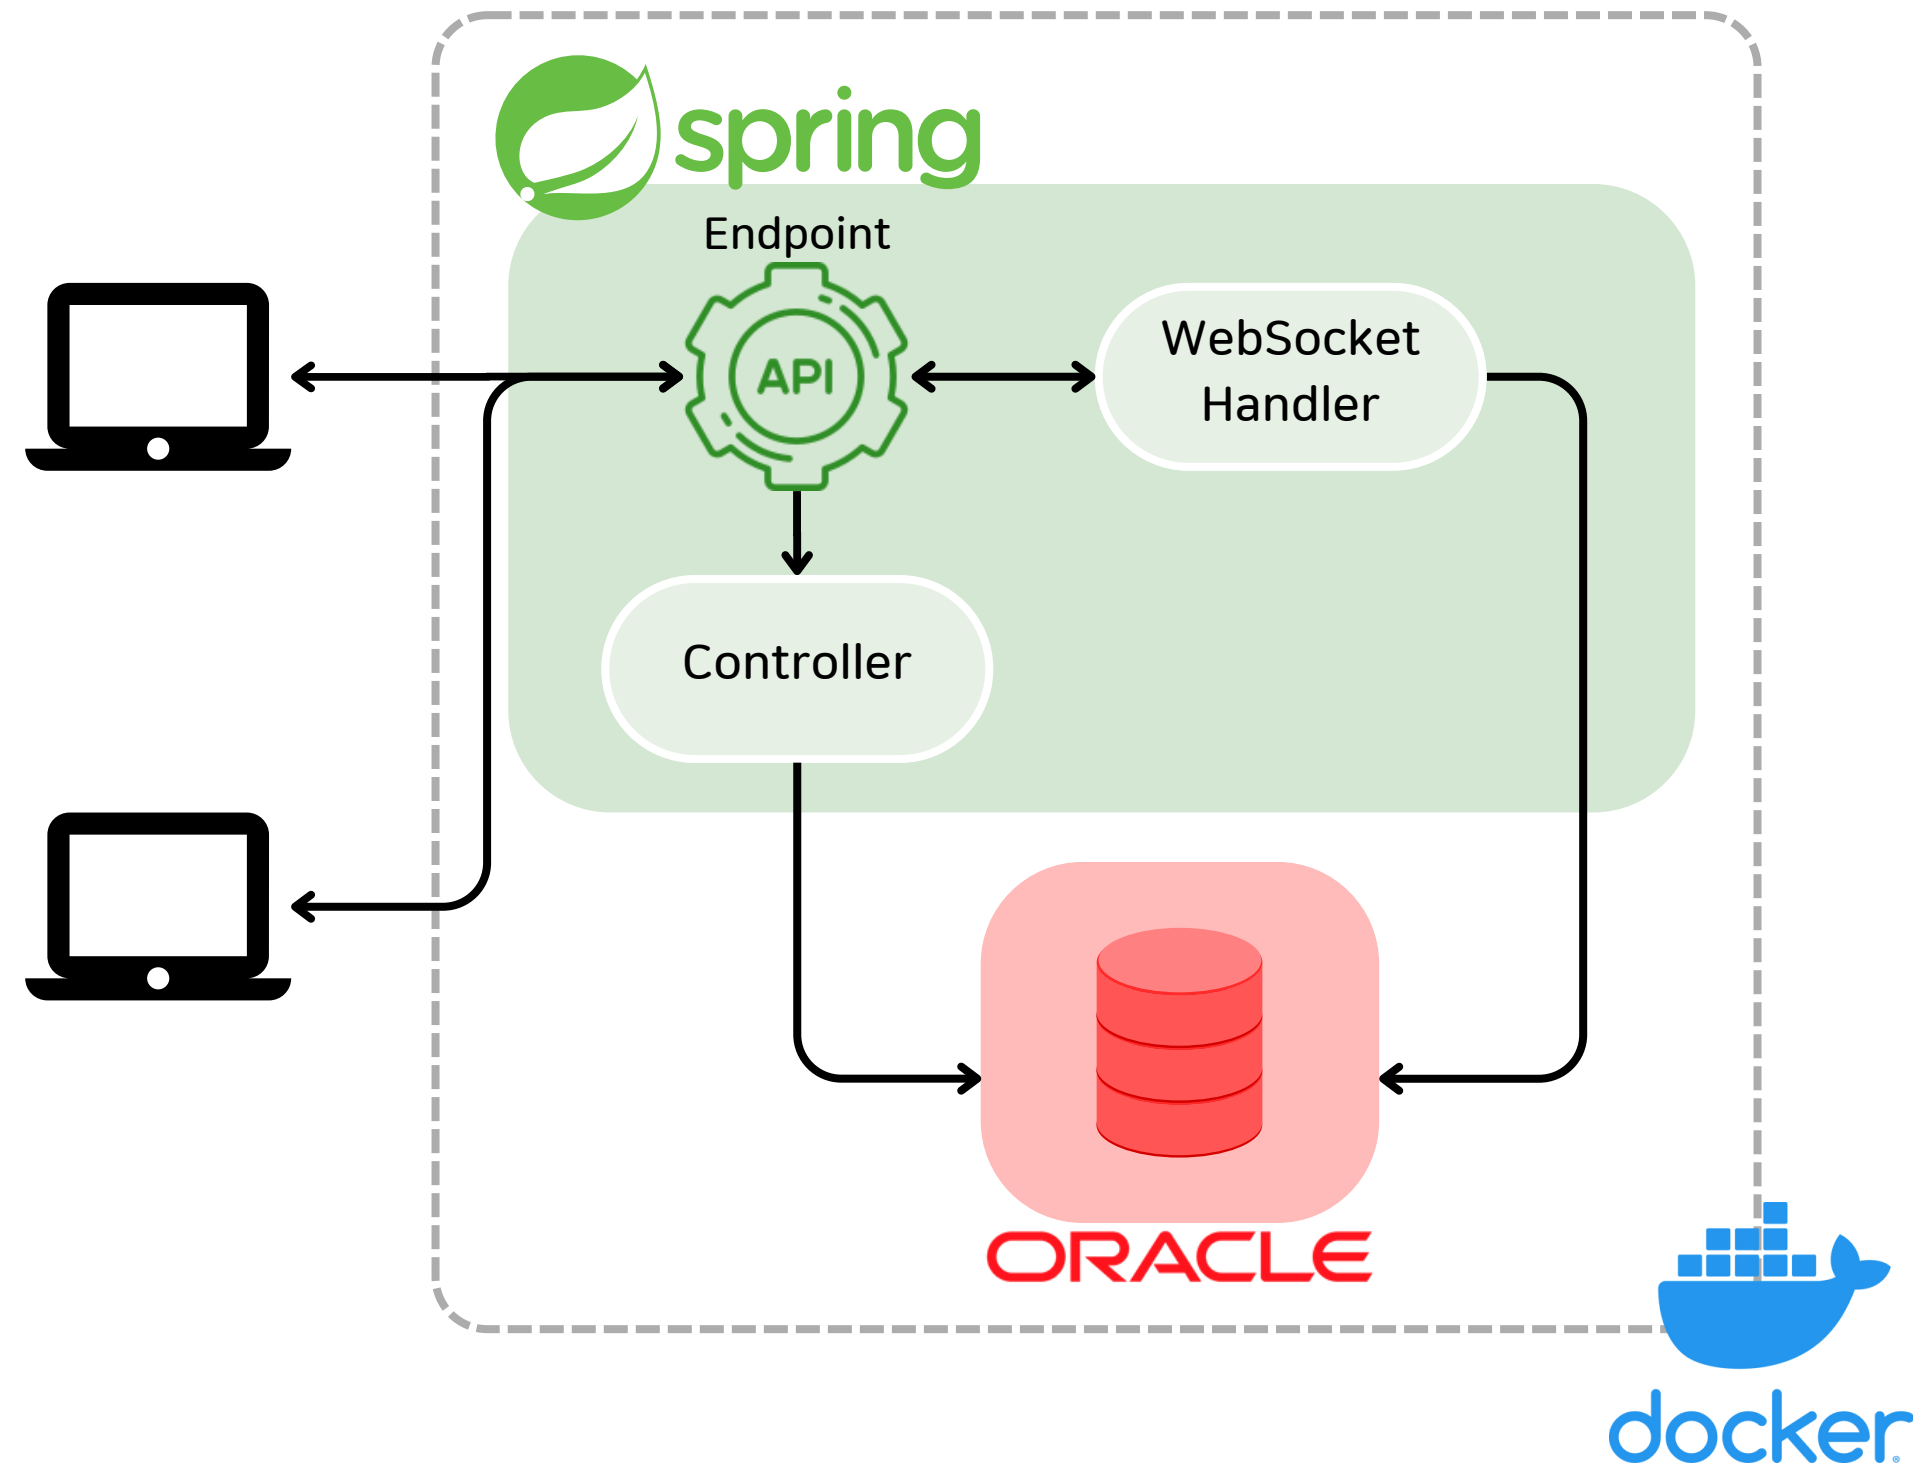 spring
Endpoint
API
WebSocket
Handler
Controller
ORACLE
docker